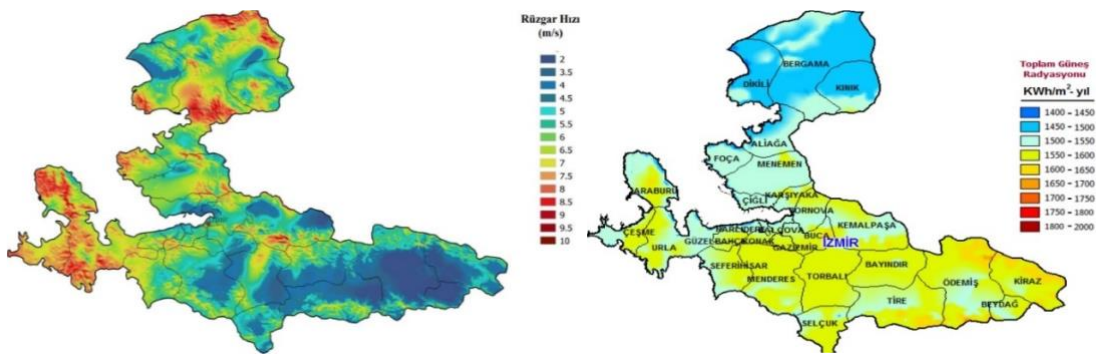 Rüzgar Hızı
(m/s)
2
3.5
4
4.5
5
5.5
6
6.5
7
7.5
8
8.5
9
9.5
10
BERGAMA
DİKİLİ
KINIK
ALİAĞA
FOÇA
MENEMEN
KARŞIYAKA
ÇİĞLİ
BORNOVA
KEMALPAŞA
ARABURU
ÇEŞME
URLA
GÜZEL
BAHÇA
KONAK
BUCA
İZMİR
GAZİEMİR
SEFERİHİSAR
MENDERES
TORBALI
BAYINDIR
ÖDEMİŞ
KİRAZ
TİRE
BEYDAĞ
SELÇUK
Toplam Güneş
Radyasyonu
KWh/m²- yıl
1400 – 1450
1450 – 1500
1500 – 1550
1550 – 1600
1600 – 1650
1650 – 1700
1700 – 1750
1750 – 1800
1800 – 2000